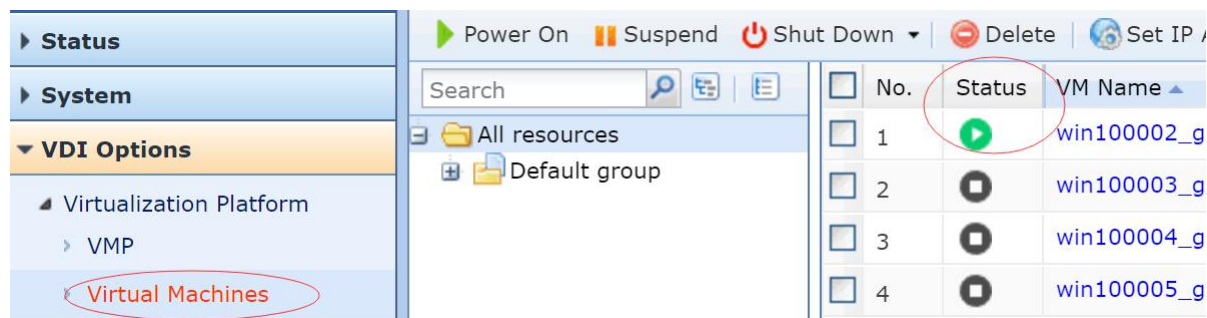 Status
System
VDI Options
Virtualization Platform
VMP
Virtual Machines
Power On Suspend Shut Down Delete Set IP A
Search
All resources
Default group
No. Status VM Name
1 win100002_g
2 win100003_g
3 win100004_g
4 win100005_g